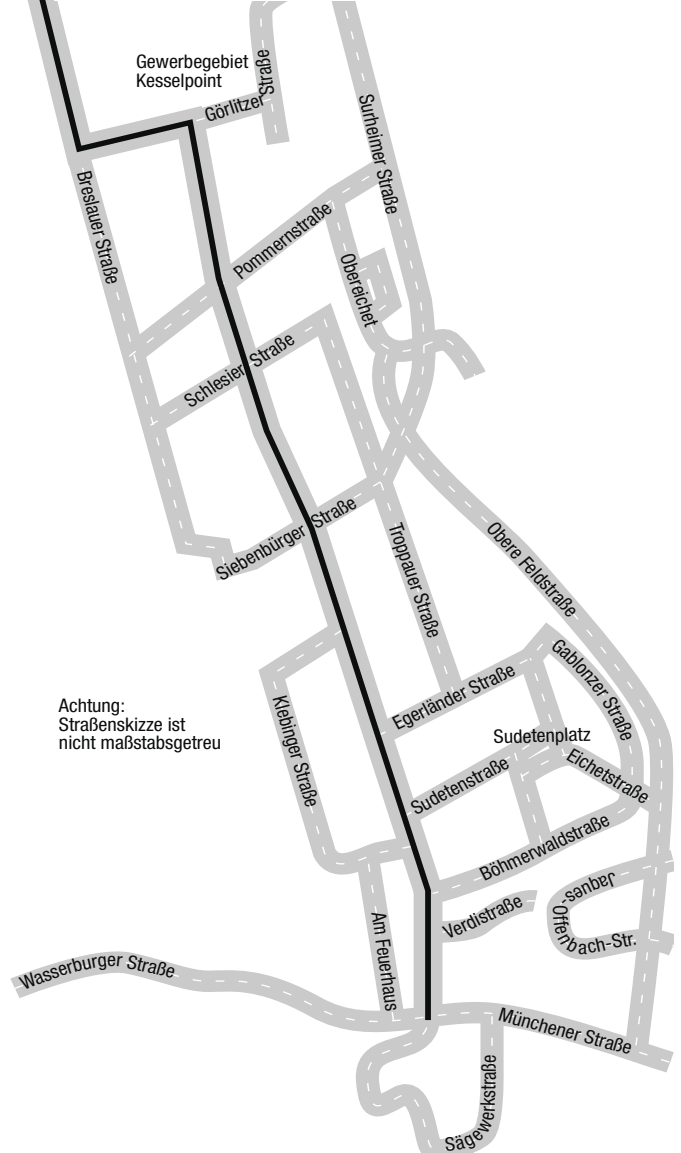 Gewerbegebiet
Kesselpoint
Görlitzer
Straße
Surheimer Straße
Breslauer Straße
Pommernstraße
Obereichet
Schlesier Straße
Siebenbürger Straße
Troppauer Straße
Obere Feldstraße
Achtung:
Straßenskizze ist
nicht maßstabsgetreu
Klebinger Straße
Egerländer Straße
Gablonzer Straße
Sudetenplatz
Sudetenstraße
Eichetstraße
Böhmerwaldstraße
Jaques-
Offenbach-Str.
Verdistraße
Am Feuerhaus
Wasserburger Straße
Münchener Straße
Sägewerkstraße